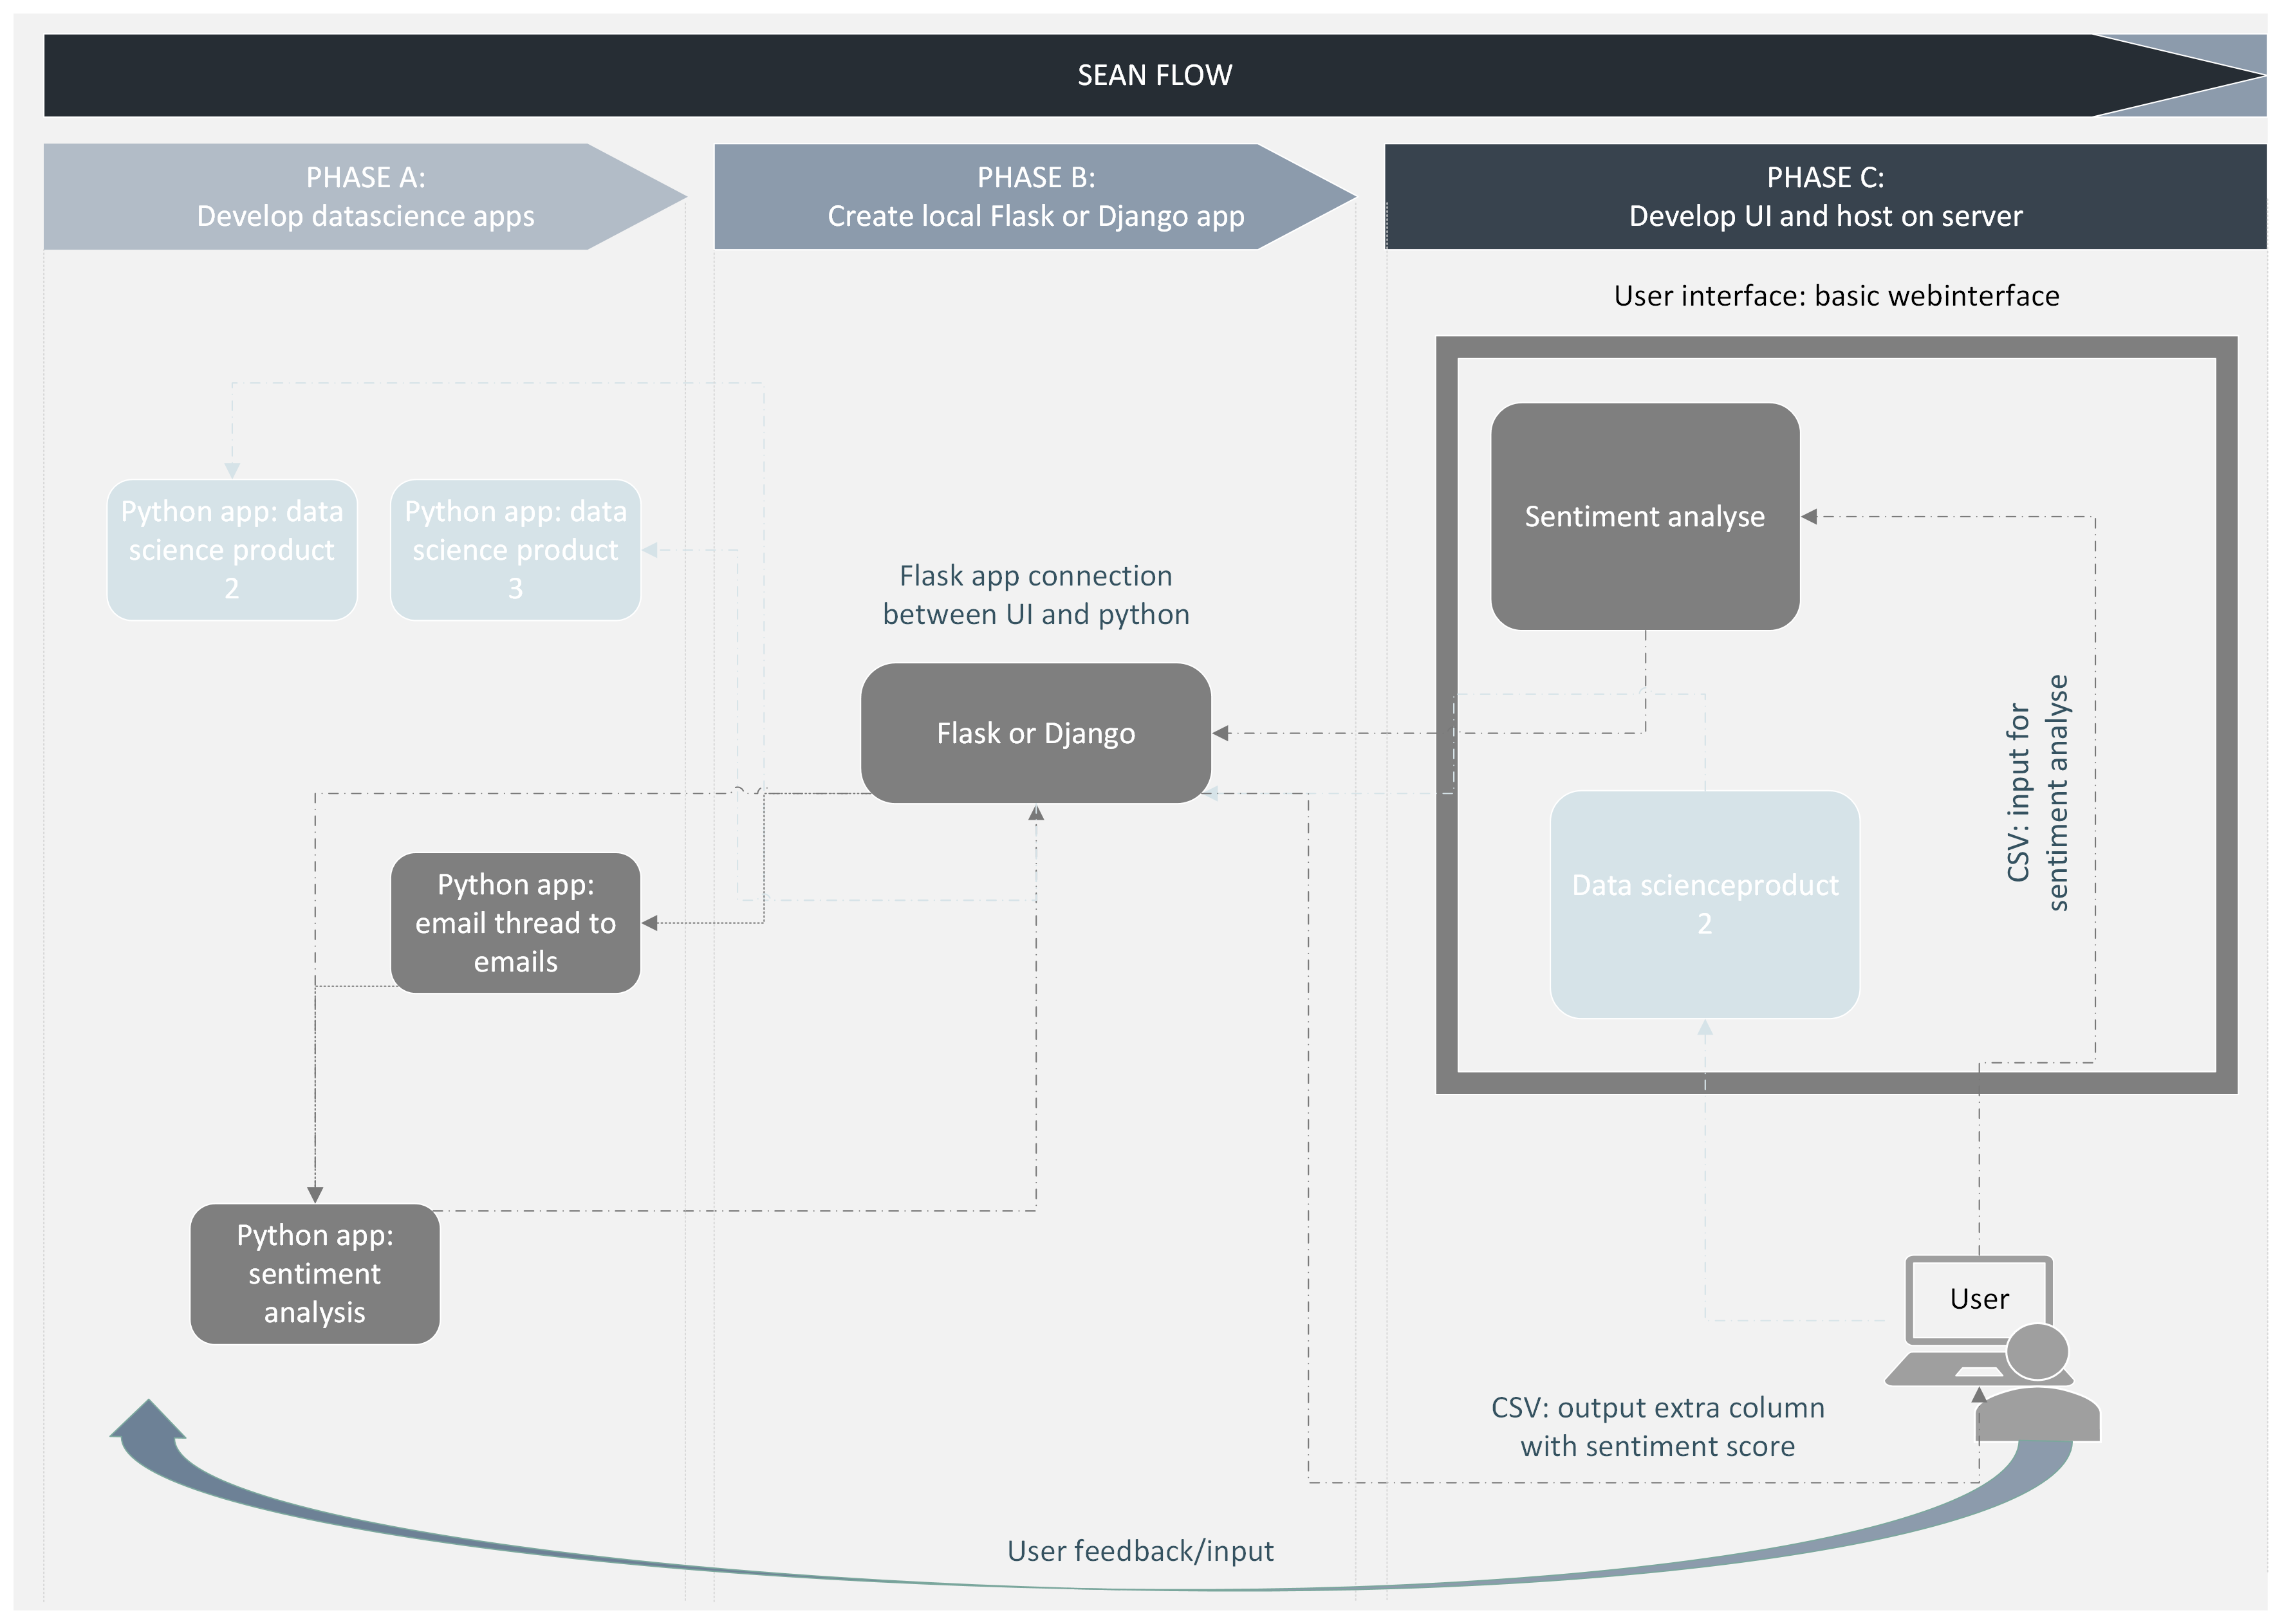 SEAN FLOW
PHASE A:
Develop datascience apps
PHASE B:
Create local Flask or Django app
PHASE C:
Develop UI and host on server
User interface: basic webinterface
Python app: data
science product
2
Python app: data
science product
3
Flask app connection
between UI and python
Flask or Django
Sentiment analyse
CSV: input for
sentiment analyse
Data scienceproduct
2
Python app:
email thread to
emails
Python app:
sentiment
analysis
User
CSV: output extra column
with sentiment score
User feedback/input